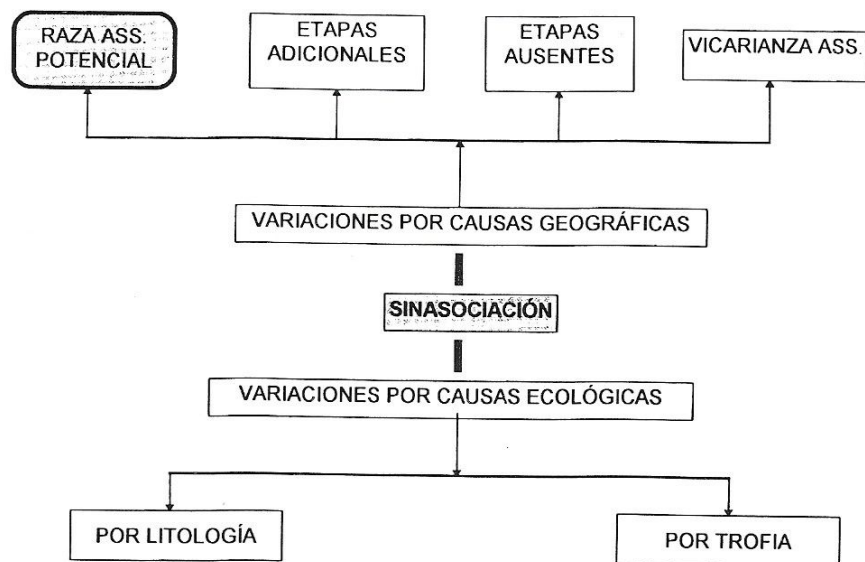 RAZA ASS.
POTENCIAL
ETAPAS
ADICIONALES
ETAPAS
AUSENTES
VICARIANZA ASS.
VARIACIONES POR CAUSAS GEOGRÁFICAS
SINASOCIACIÓN
VARIACIONES POR CAUSAS ECOLÓGICAS
POR LITOLOGÍA
POR TROFIA